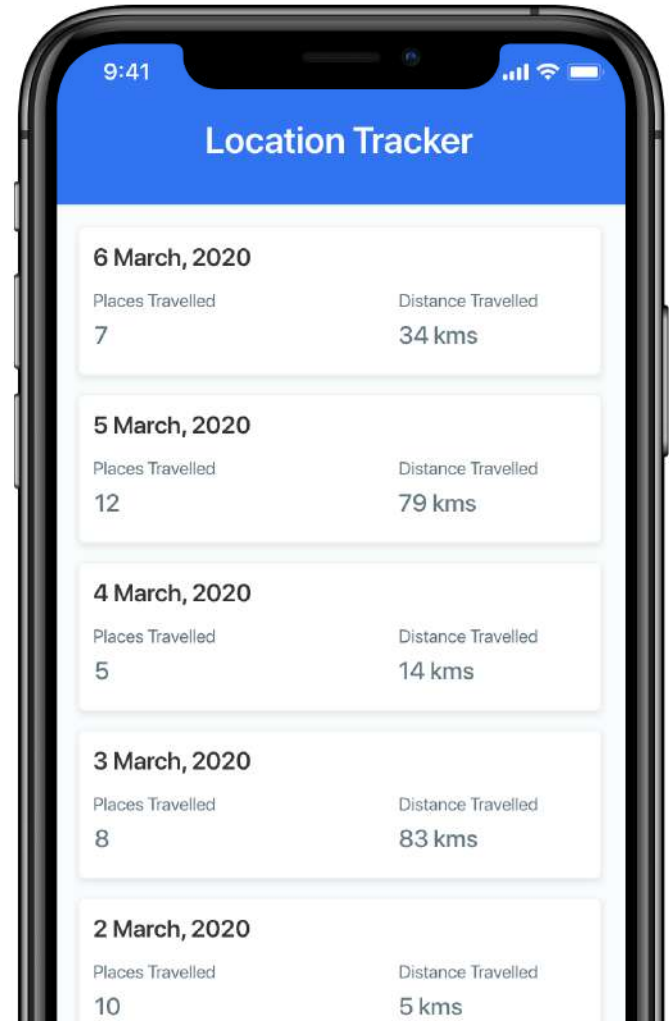 9:41
Location Tracker
6 March, 2020
Places Travelled Distance Travelled
7 34 kms
5 March, 2020
Places Travelled Distance Travelled
12 79 kms
4 March, 2020
Places Travelled Distance Travelled
5 14 kms
3 March, 2020
Places Travelled Distance Travelled
8 83 kms
2 March, 2020
Places Travelled Distance Travelled
10 5 kms